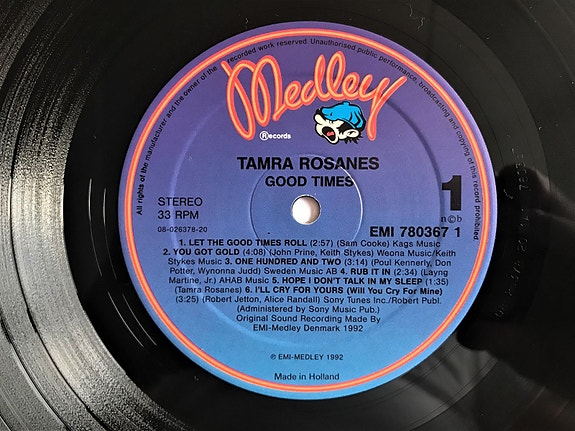 All rights of the manufacturer and the owner of the recorded work reserved Unauthorised public performance, broadcasting and copying of this record prohibited
Medley
Records
TAMRA ROSANES
GOOD TIMES
STEREO
33 RPM
08-026378-20
1
n©b
EMI 780367 1
1. LET THE GOOD TIMES ROLL (2:57) (Sam Cooke) Kags Music
2. YOU GOT GOLD (4:08) (John Prine, Keith Stykes) Weona Music/Keith
Stykes Music 3. ONE HUNDRED AND TWO (3:14) (Poul Kennerly, Don
Potter, Wynonna Judd) Sweden Music AB 4. RUB IT IN (2:34) (Layng
Martine, Jr.) AHAB Music 5. HOPE I DON'T TALK IN MY SLEEP (1:35)
(Tamra Rosanes) 6. I'LL CRY FOR YOURS (Will You Cry For Mine)
(3:25) (Robert Jetton, Alice Randall) Sony Tunes Inc./Robert Publ.
(Administered by Sony Music Pub.)
Original Sound Recording Made By
EMI-Medley Denmark 1992
℗ EMI-MEDLEY 1992
Made in Holland